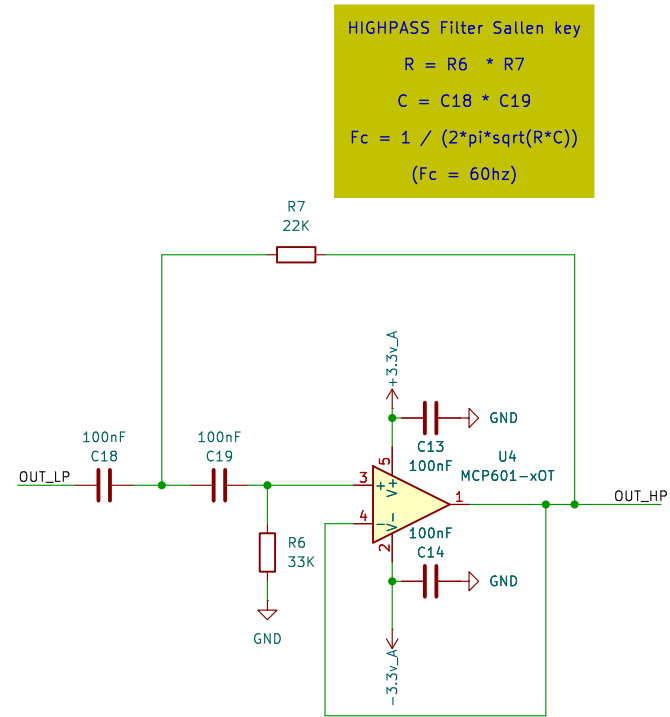 HIGHPASS Filter Sallen key
R = R6  * R7
C = C18 * C19
Fc = 1 / (2*pi*sqrt(R*C))
(Fc = 60hz)
R7
22K
+3.3v_A
GND
C13
100nF
U4
MCP601-xOT
100nF
C18
100nF
C19
OUT_LP
3
+
5
V+
1
OUT_HP
4
-
V-
2
100nF
C14
R6
33K
GND
GND
-3.3v_A